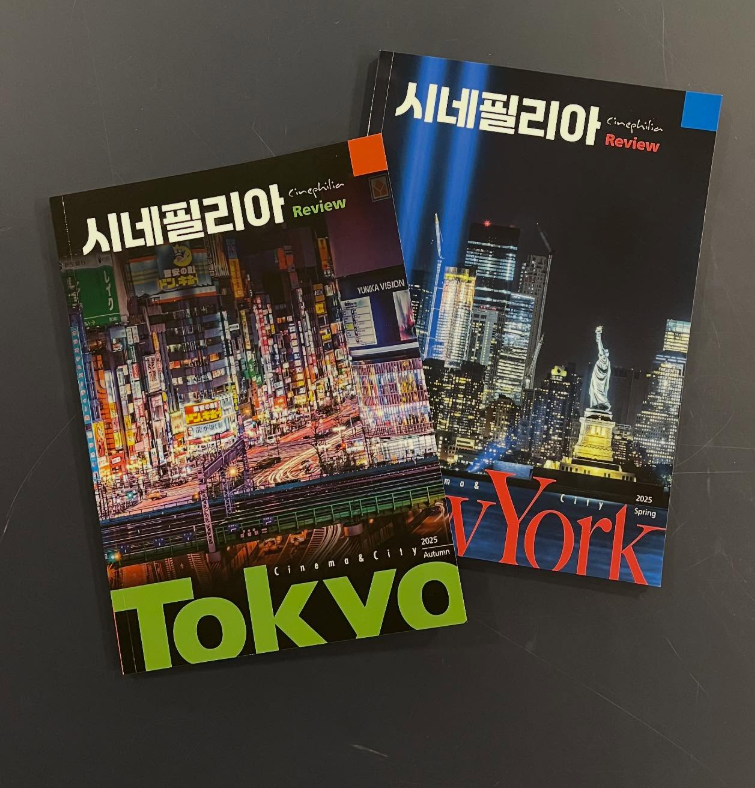 시네필리아
Cinephilia
Review
YUNIKA VISION
Cinema&City
2025
Autumn
Tokyo
시네필리아
Cinephilia
Review
City
2025
Spring
York